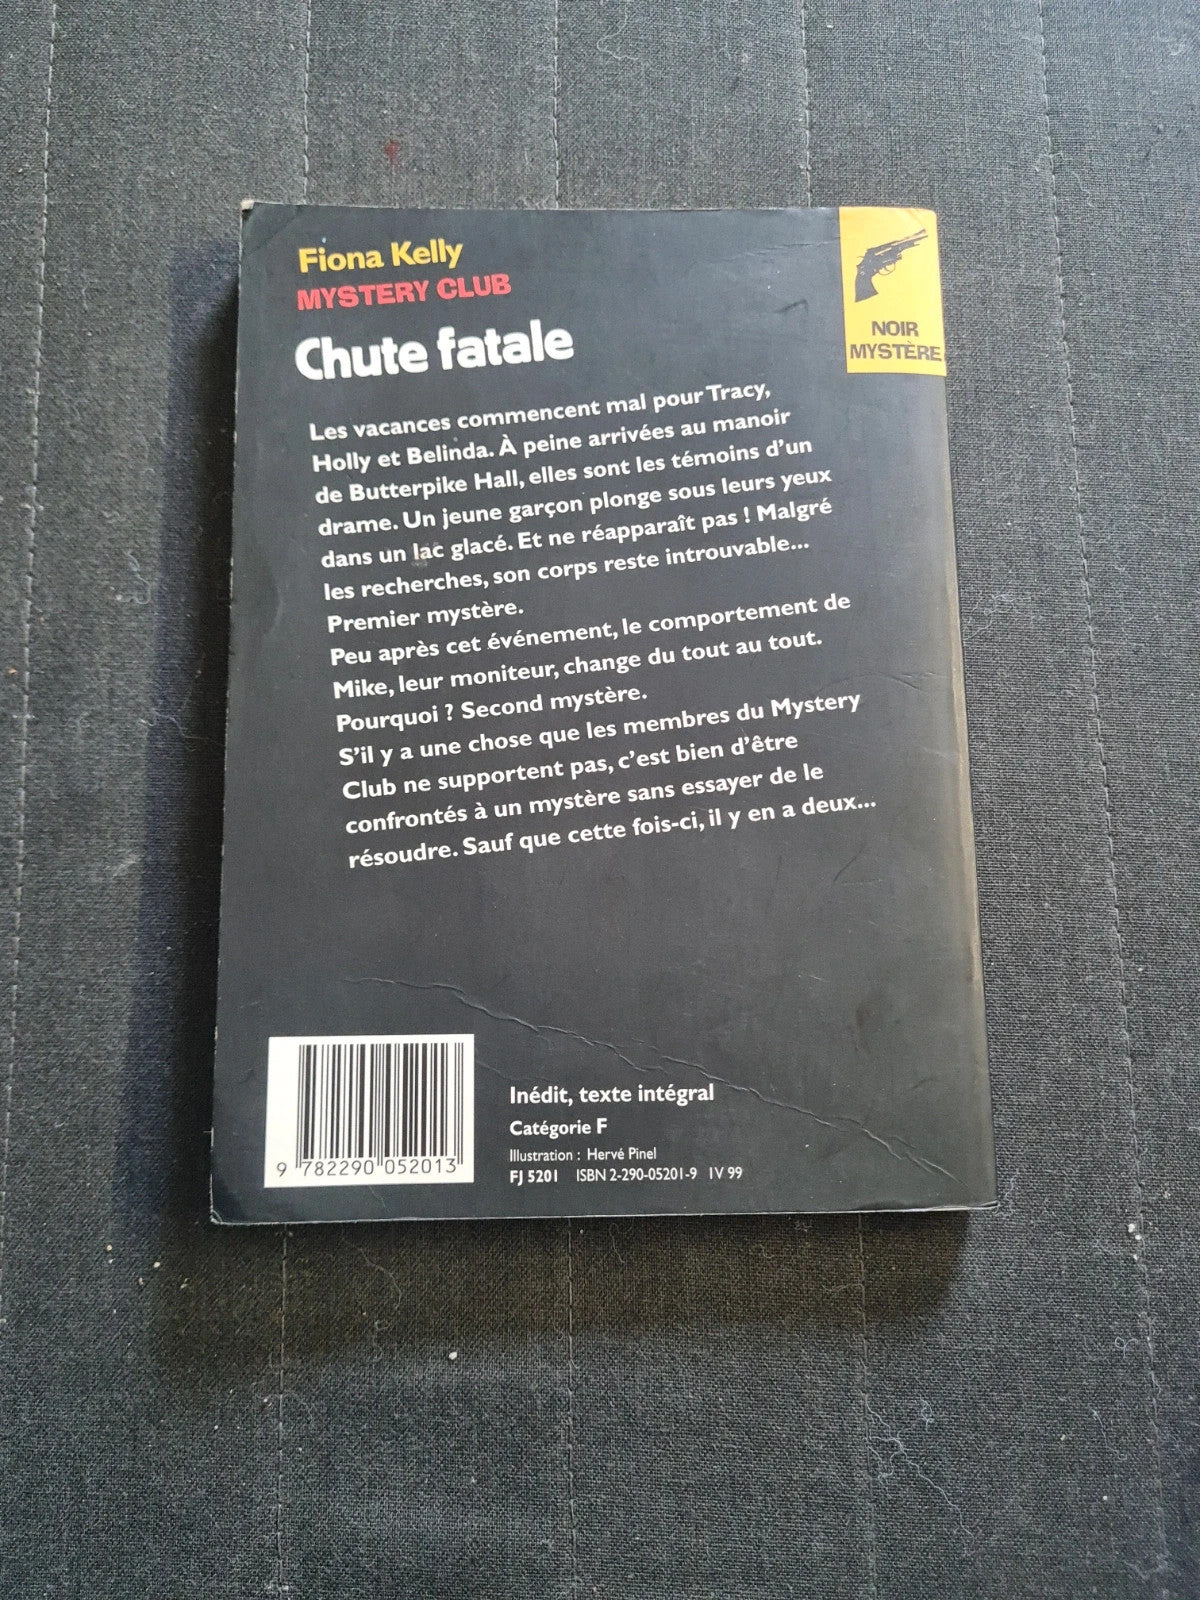 Fiona Kelly
MYSTERY CLUB
Chute fatale
NOIR
MYSTÈRE
Les vacances commencent mal pour Tracy,
Holly et Belinda. À peine arrivées au manoir
de Butterpike Hall, elles sont les témoins d'un
drame. Un jeune garçon plonge sous leurs yeux
dans un lac glacé. Et ne réapparaît pas ! Malgré
les recherches, son corps reste introuvable...
Premier mystère.
Peu après cet événement, le comportement de
Mike, leur moniteur, change du tout au tout.
Pourquoi ? Second mystère.
S'il y a une chose que les membres du Mystery
Club ne supportent pas, c'est bien d'être
confrontés à un mystère sans essayer de le
résoudre. Sauf que cette fois-ci, il y en a deux...
9 782290 052013
Inédit, texte intégral
Catégorie F
Illustration : Hervé Pinel
FJ 5201 ISBN 2-290-05201-9 IV 99